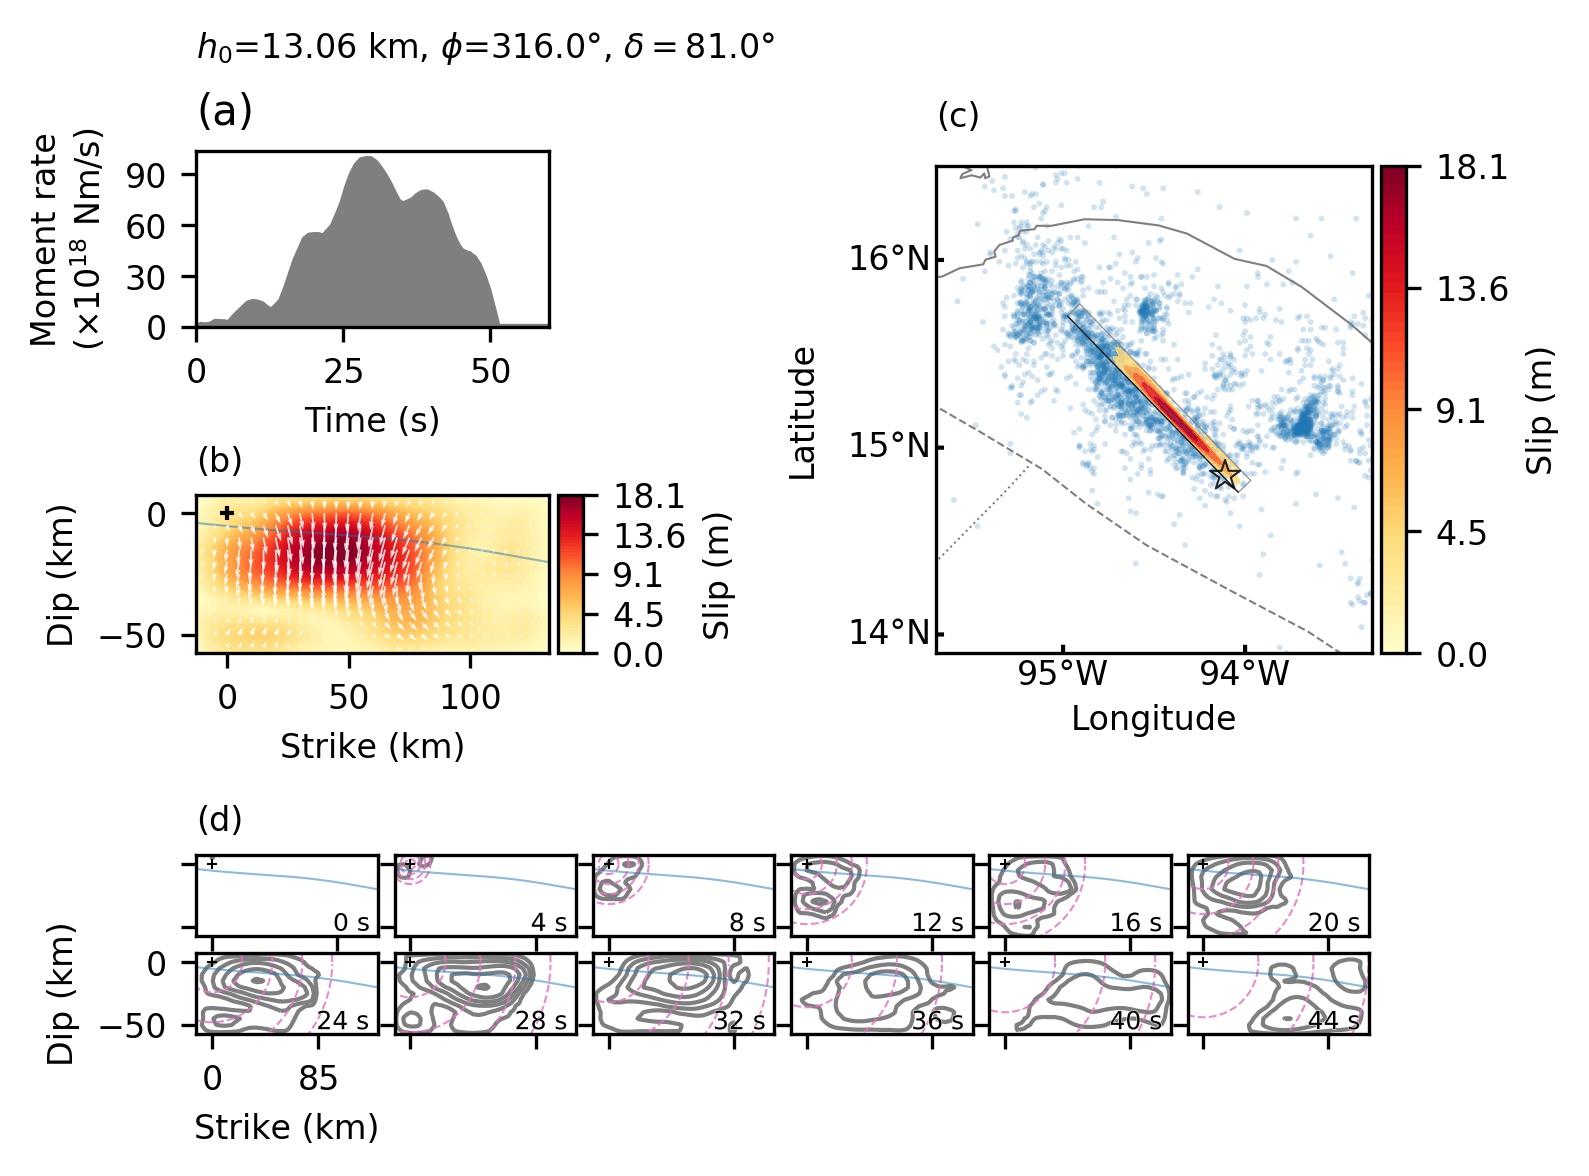 h₀=13.06 km, ϕ=316.0°, δ = 81.0°
(a)
Moment rate
(×10¹⁸ Nm/s)
90
60
30
0
0 25 50
Time (s)
(b)
Dip (km)
0
−50
0 50 100
Strike (km)
18.1
13.6
9.1
4.5
0.0
Slip (m)
(c)
Latitude
16°N
15°N
14°N
95°W 94°W
Longitude
18.1
13.6
9.1
4.5
0.0
Slip (m)
(d)
0 s 4 s 8 s 12 s 16 s 20 s
Dip (km)
0
−50
24 s 28 s 32 s 36 s 40 s 44 s
0 85
Strike (km)